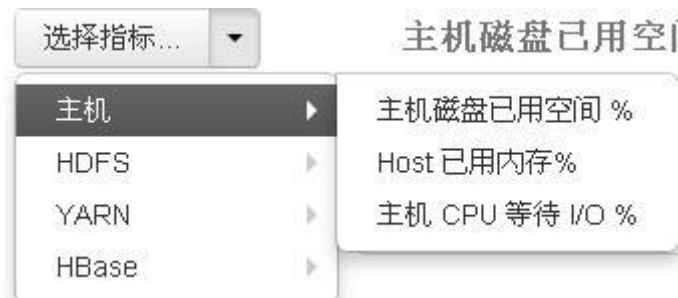 选择指标...
主机磁盘已用空
主机
HDFS
YARN
HBase
主机磁盘已用空间 %
Host 已用内存%
主机 CPU 等待 I/O %